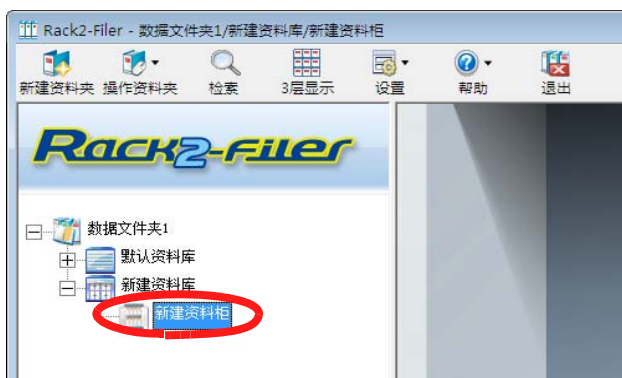 Rack2-Filer - 数据文件夹1/新建资料库/新建资料柜
新建资料夹 操作资料夹 检索 3层显示 设置 帮助 退出
Rack2-Filer
数据文件夹1
默认资料库
新建资料库
新建资料柜